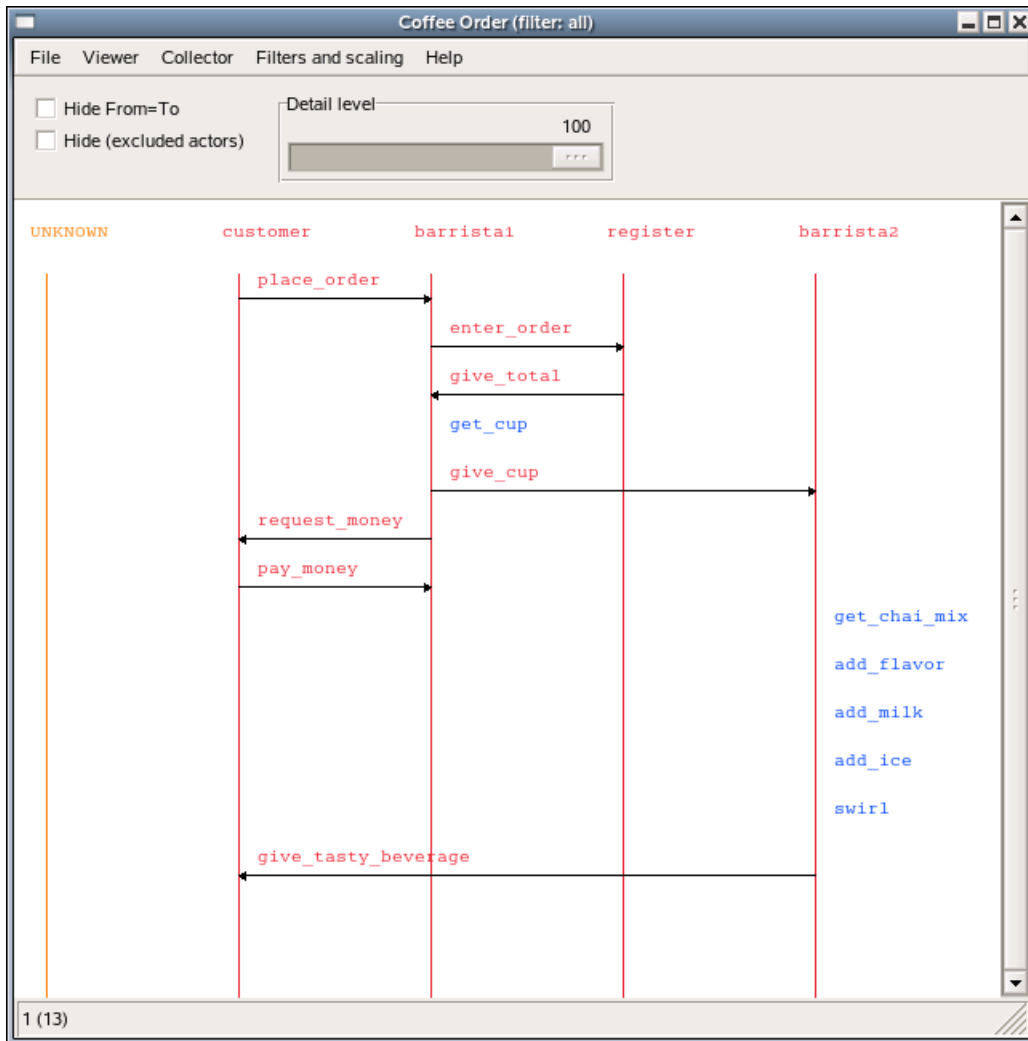 Coffee Order (filter: all)
File Viewer Collector Filters and scaling Help
Hide From=To
Hide (excluded actors)
Detail level
100
UNKNOWN customer barrista1 register barrista2
place_order
enter_order
give_total
get_cup
give_cup
request_money
pay_money
get_chai_mix
add_flavor
add_milk
add_ice
swirl
give_tasty_beverage
1 (13)